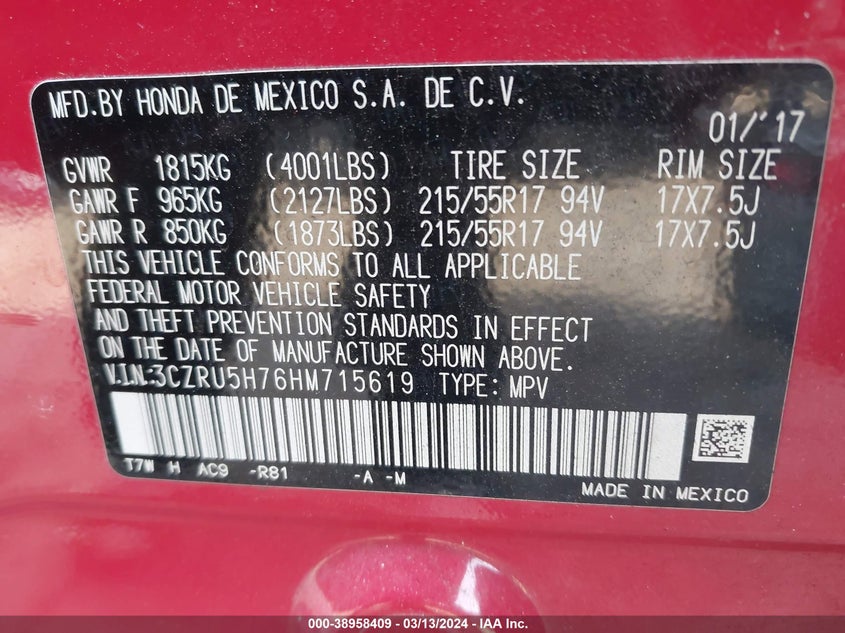 MFD.BY HONDA DE MEXICO S.A. DE C.V.
01/'17
GVWR 1815KG (4001LBS) TIRE SIZE RIM SIZE
GAWR F 965KG (2127LBS) 215/55R17 94V 17X7.5J
GAWR R 850KG (1873LBS) 215/55R17 94V 17X7.5J
THIS VEHICLE CONFORMS TO ALL APPLICABLE
FEDERAL MOTOR VEHICLE SAFETY
AND THEFT PREVENTION STANDARDS IN EFFECT
ON THE DATE OF MANUFACTURE SHOWN ABOVE.
V.I.N:3CZRU5H76HM715619 TYPE: MPV
T7W H AC9 -R81 -A -M
MADE IN MEXICO
000-38958409 - 03/13/2024 - IAA Inc.